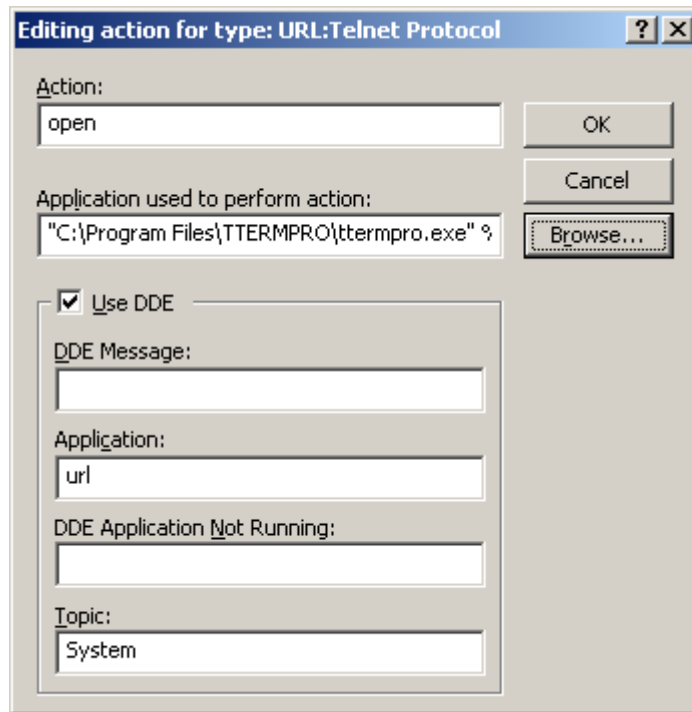 Editing action for type: URL:Telnet Protocol
Action:
open
OK
Cancel
Application used to perform action:
"C:\Program Files\TTERMPRO\ttermpro.exe" %
Browse...
Use DDE
DDE Message:
Application:
url
DDE Application Not Running:
Topic:
System